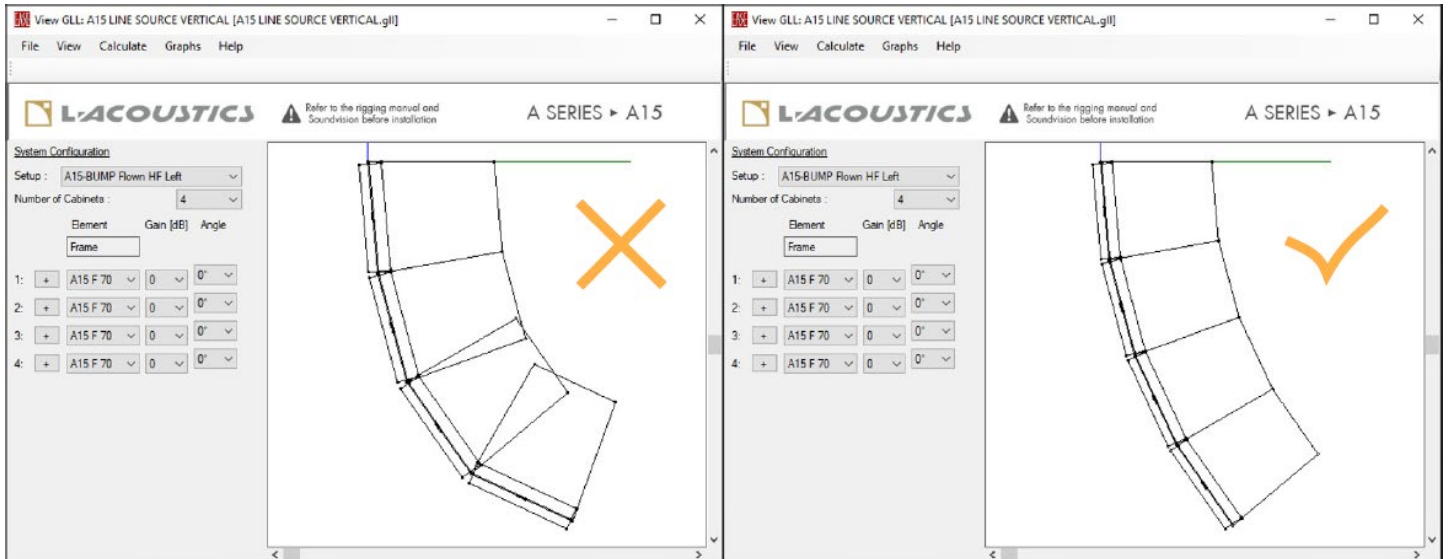 View GLL: A15 LINE SOURCE VERTICAL [A15 LINE SOURCE VERTICAL.gll]
File View Calculate Graphs Help
L-ACOUSTICS
Refer to the rigging manual and
Soundvision before installation
A SERIES ► A15
System Configuration
Setup : A15-BUMP Flown HF Left
Number of Cabinets : 4
Element Gain [dB] Angle
Frame
1: + A15 F 70 0 0°
2: + A15 F 70 0 0°
3: + A15 F 70 0 0°
4: + A15 F 70 0 0°
View GLL: A15 LINE SOURCE VERTICAL [A15 LINE SOURCE VERTICAL.gll]
File View Calculate Graphs Help
L-ACOUSTICS
Refer to the rigging manual and
Soundvision before installation
A SERIES ► A15
System Configuration
Setup : A15-BUMP Flown HF Left
Number of Cabinets : 4
Element Gain [dB] Angle
Frame
1: + A15 F 70 0 0°
2: + A15 F 70 0 0°
3: + A15 F 70 0 0°
4: + A15 F 70 0 0°